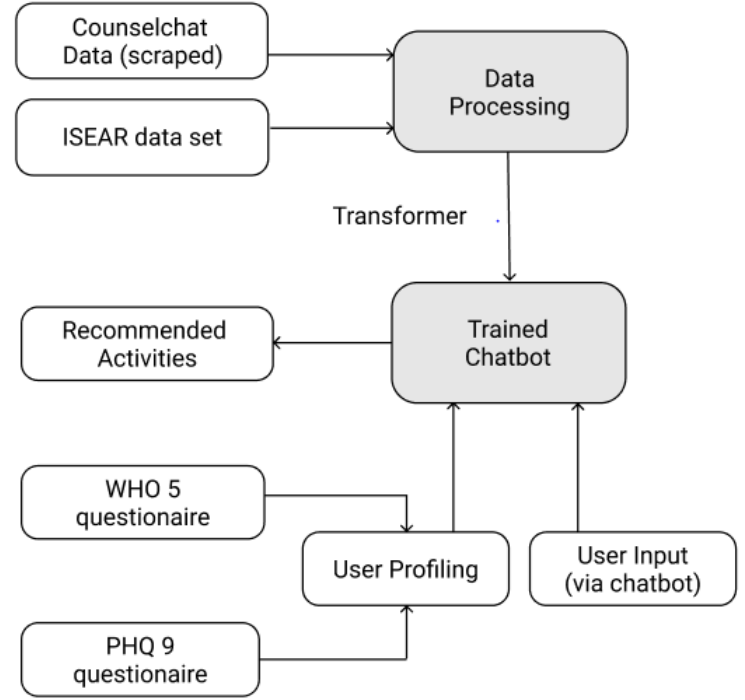 Counselchat
Data (scraped)
Data
Processing
ISEAR data set
Transformer
Recommended
Activities
Trained
Chatbot
WHO 5
questionaire
User Profiling
User Input
(via chatbot)
PHQ 9
questionaire